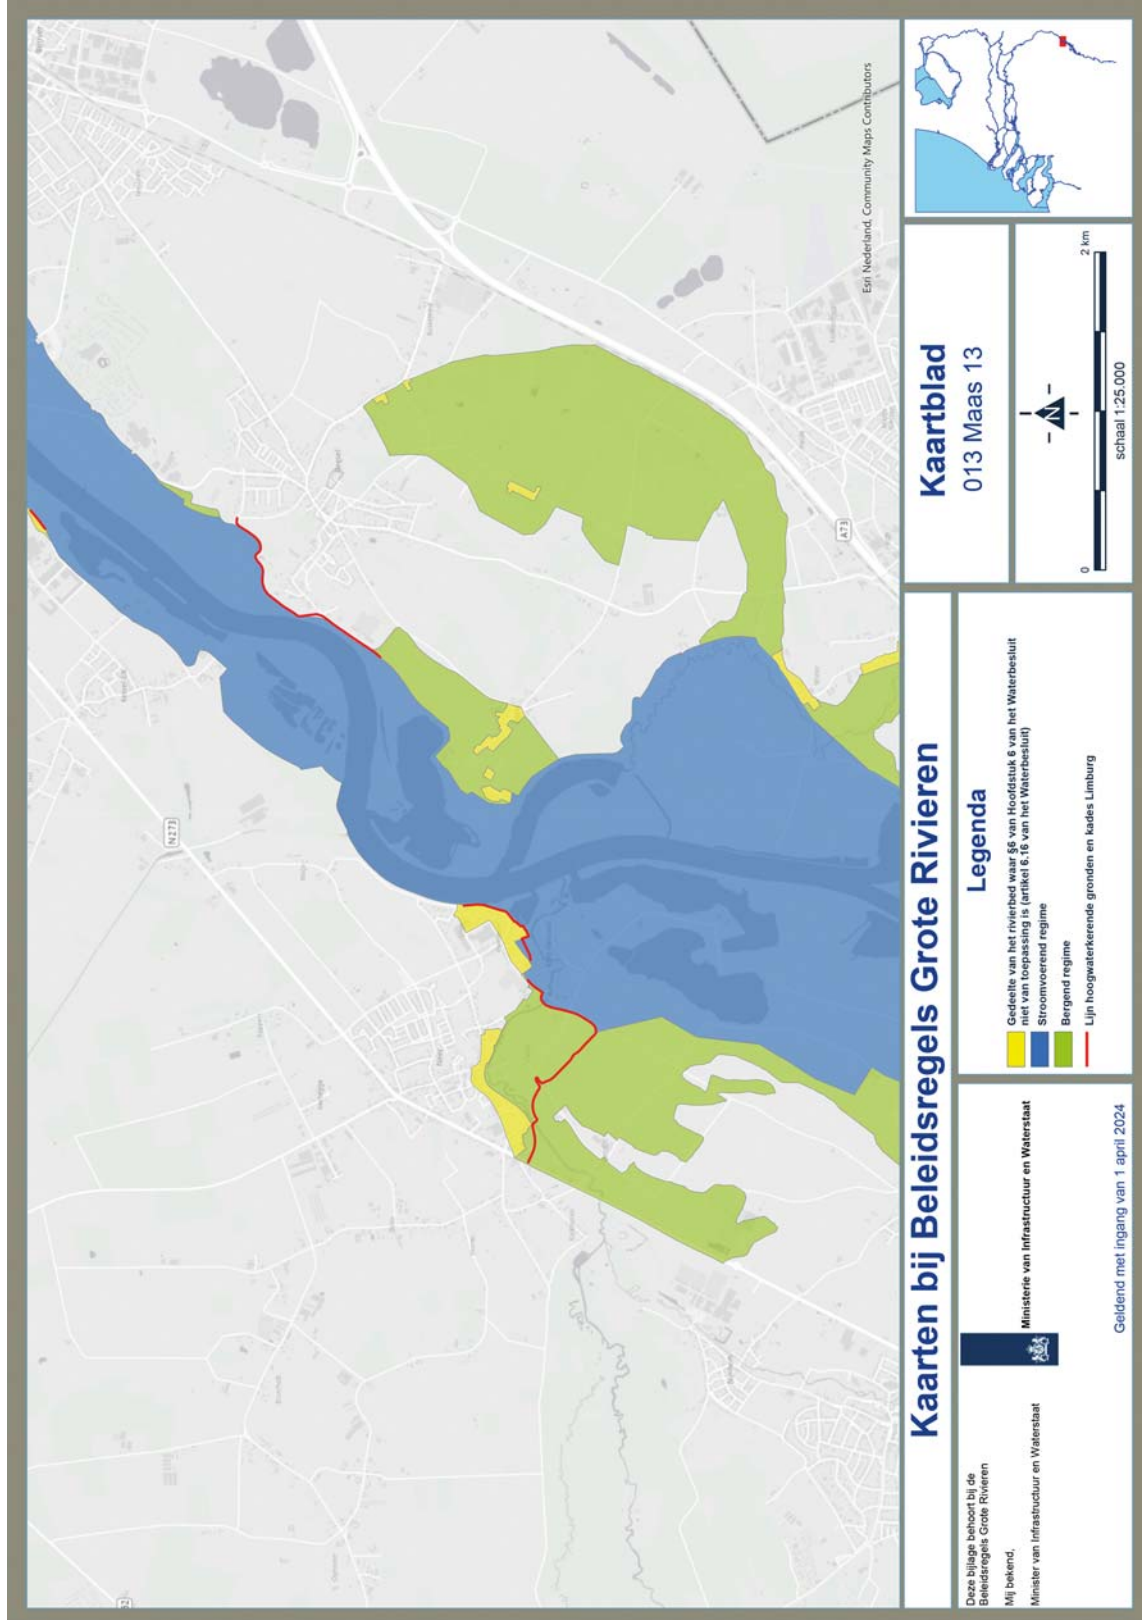 N273
A73
Neer
Beesel
Esri Nederland, Community Maps Contributors
Kaarten bij Beleidsregels Grote Rivieren
Kaartblad
013 Maas 13
Deze bijlage behoort bij de
Beleidsregels Grote Rivieren
Mij bekend,
Minister van Infrastructuur en Waterstaat
Ministerie van Infrastructuur en Waterstaat
Geldend met ingang van 1 april 2024
Legenda
Gedeelte van het rivierbed waar §6 van Hoofdstuk 6 van het Waterbesluit
niet van toepassing is (artikel 6.16 van het Waterbesluit)
Stroomvoerend regime
Bergend regime
Lijn hoogwaterkerende gronden en kades Limburg
N
0
2 km
schaal 1:25.000